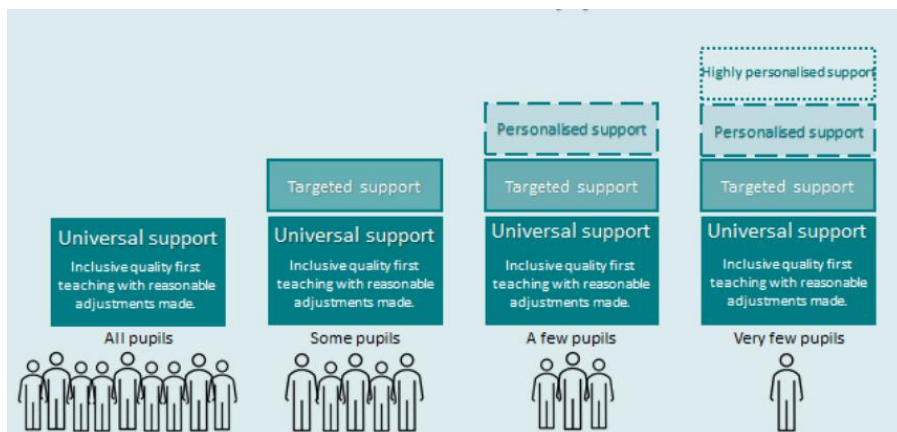 Highly personalised support
Personalised support
Personalised support
Targeted support
Targeted support
Targeted support
Universal support
Inclusive quality first
teaching with reasonable
adjustments made.
Universal support
Inclusive quality first
teaching with reasonable
adjustments made.
Universal support
Inclusive quality first
teaching with reasonable
adjustments made.
Universal support
Inclusive quality first
teaching with reasonable
adjustments made.
All pupils
Some pupils
A few pupils
Very few pupils